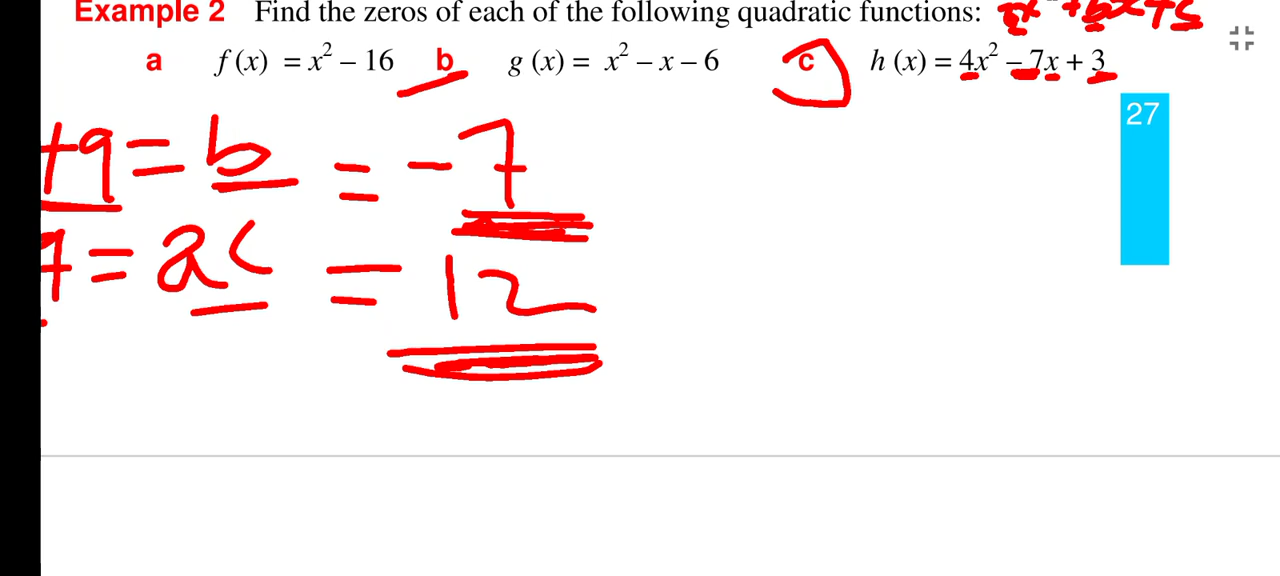 Example 2 Find the zeros of each of the following quadratic functions:
a f (x) = x² – 16 b g (x) = x² – x – 6 c h (x) = 4x² – 7x + 3
27
+q = b = -7
q = ac = 12